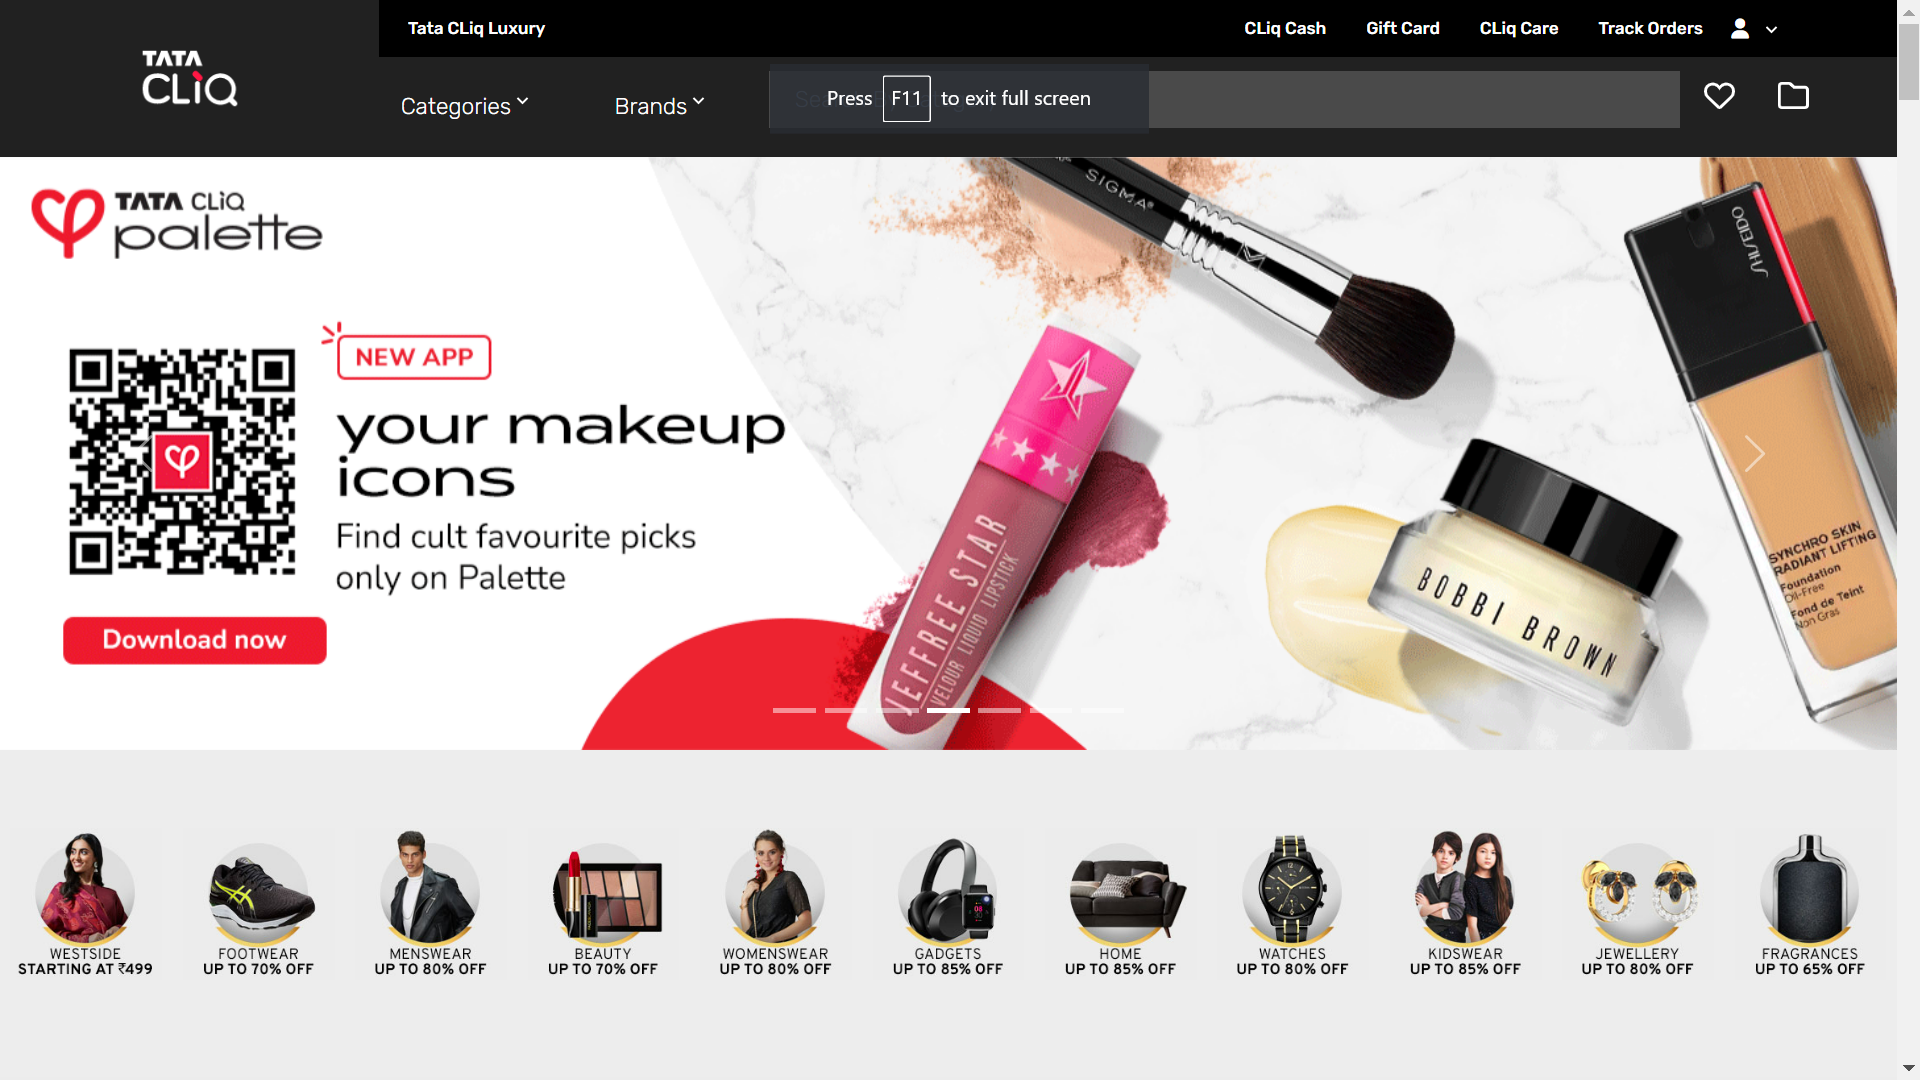 Tata CLiq Luxury
CLiq Cash Gift Card CLiq Care Track Orders
TATA
CLiQ
Categories Brands
Press F11 to exit full screen
TATA CLiQ
palette
NEW APP
your makeup
icons
Find cult favourite picks
only on Palette
Download now
SIGMA
SHISEIDO
JEFFREE STAR
VELOUR LIQUID LIPSTICK
BOBBI BROWN
SYNCHRO SKIN
RADIANT LIFTING
Foundation
Oil-Free
Fond de Teint
Non Gras
WESTSIDE
STARTING AT ₹499
FOOTWEAR
UP TO 70% OFF
MENSWEAR
UP TO 80% OFF
BEAUTY
UP TO 70% OFF
WOMENSWEAR
UP TO 80% OFF
GADGETS
UP TO 85% OFF
HOME
UP TO 85% OFF
WATCHES
UP TO 80% OFF
KIDSWEAR
UP TO 85% OFF
JEWELLERY
UP TO 80% OFF
FRAGRANCES
UP TO 65% OFF